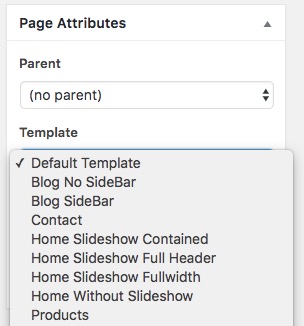 Page Attributes
Parent
(no parent)
Template
✓ Default Template
Blog No SideBar
Blog SideBar
Contact
Home Slideshow Contained
Home Slideshow Full Header
Home Slideshow Fullwidth
Home Without Slideshow
Products